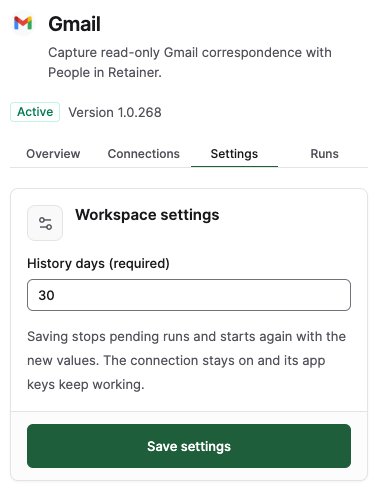 Gmail
Capture read-only Gmail correspondence with
People in Retainer.
Active Version 1.0.268
Overview Connections Settings Runs
Workspace settings
History days (required)
30
Saving stops pending runs and starts again with the
new values. The connection stays on and its app
keys keep working.
Save settings